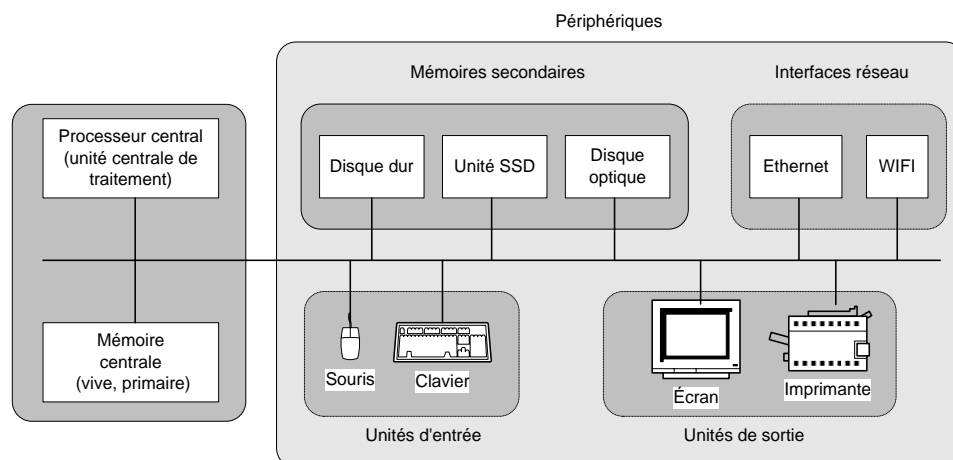 Périphériques
Mémoires secondaires
Interfaces réseau
Processeur central
(unité centrale de
traitement)
Disque dur
Unité SSD
Disque
optique
Ethernet
WIFI
Mémoire
centrale
(vive, primaire)
Souris
Clavier
Écran
Imprimante
Unités d'entrée
Unités de sortie